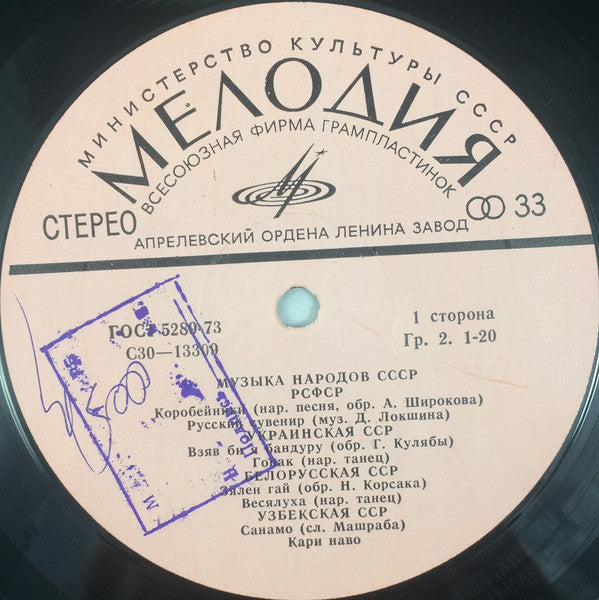 МИНИСТЕРСТВО КУЛЬТУРЫ СССР
МЕЛОДИЯ
ВСЕСОЮЗНАЯ ФИРМА ГРАМПЛАСТИНОК
СТЕРЕО
33
АПРЕЛЕВСКИЙ ОРДЕНА ЛЕНИНА ЗАВОД
ГОСТ 5289-73
С30—13309
1 сторона
Гр. 2. 1-20
МУЗЫКА НАРОДОВ СССР
РСФСР
Коробейники (нар. песня, обр. А. Широкова)
Русский сувенир (муз. Д. Локшина)
УКРАИНСКАЯ ССР
Взяв би я бандуру (обр. Г. Кулябы)
Гопак (нар. танец)
БЕЛОРУССКАЯ ССР
Зялен гай (обр. Н. Корсака)
Весялуха (нар. танец)
УЗБЕКСКАЯ ССР
Санамо (сл. Машраба)
Кари наво